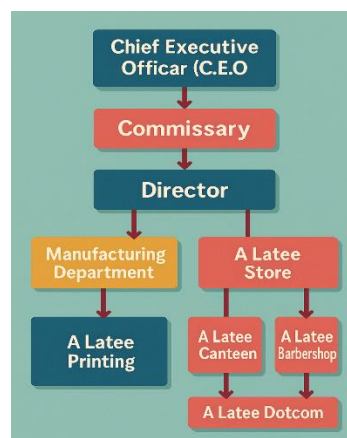 Chief Executive
Officar (C.E.O
Commissary
Director
Manufacturing
Department
A Latee
Store
A Latee
Printing
A Latee
Canteen
A Latee
Barbershop
A Latee Dotcom